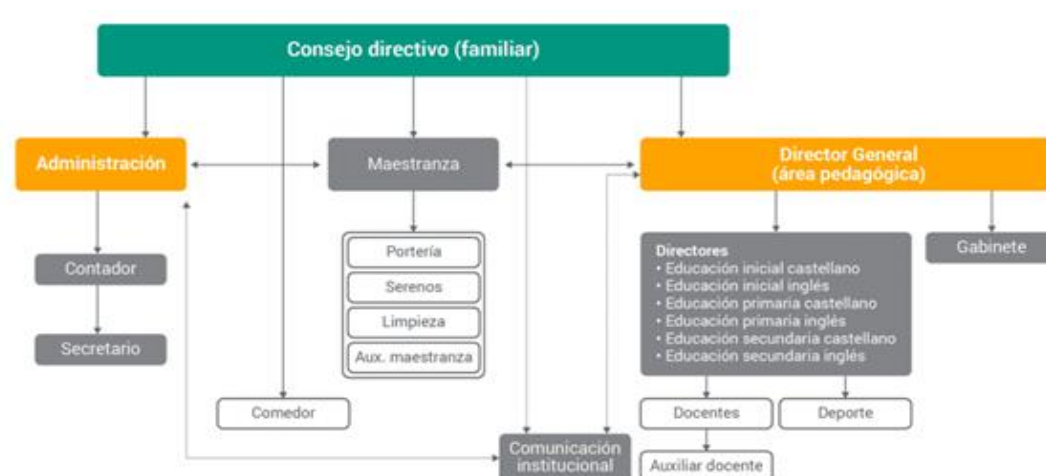 Consejo directivo (familiar)
Administración
Maestranza
Director General
(área pedagógica)
Contador
Secretario
Portería
Serenos
Limpieza
Aux. maestranza
Directores
• Educación inicial castellano
• Educación inicial inglés
• Educación primaria castellano
• Educación primaria inglés
• Educación secundaria castellano
• Educación secundaria inglés
Gabinete
Comedor
Docentes
Deporte
Comunicación
institucional
Auxiliar docente